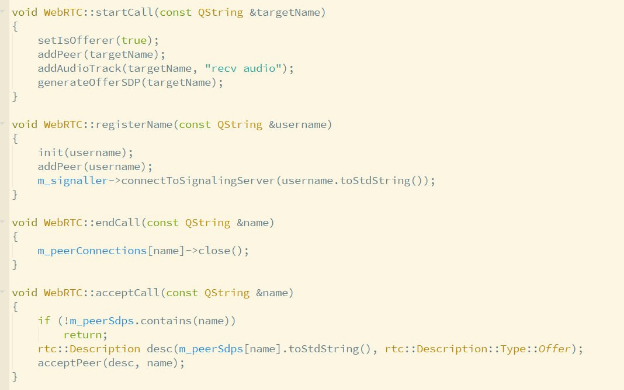 void WebRTC::startCall(const QString &targetName)
{
    setIsOfferer(true);
    addPeer(targetName);
    addAudioTrack(targetName, "recv audio");
    generateOfferSDP(targetName);
}

void WebRTC::registerName(const QString &username)
{
    init(username);
    addPeer(username);
    m_signaller->connectToSignalingServer(username.toStdString());
}

void WebRTC::endCall(const QString &name)
{
    m_peerConnections[name]->close();
}

void WebRTC::acceptCall(const QString &name)
{
    if (!m_peerSdps.contains(name))
        return;
    rtc::Description desc(m_peerSdps[name].toStdString(), rtc::Description::Type::Offer);
    acceptPeer(desc, name);
}